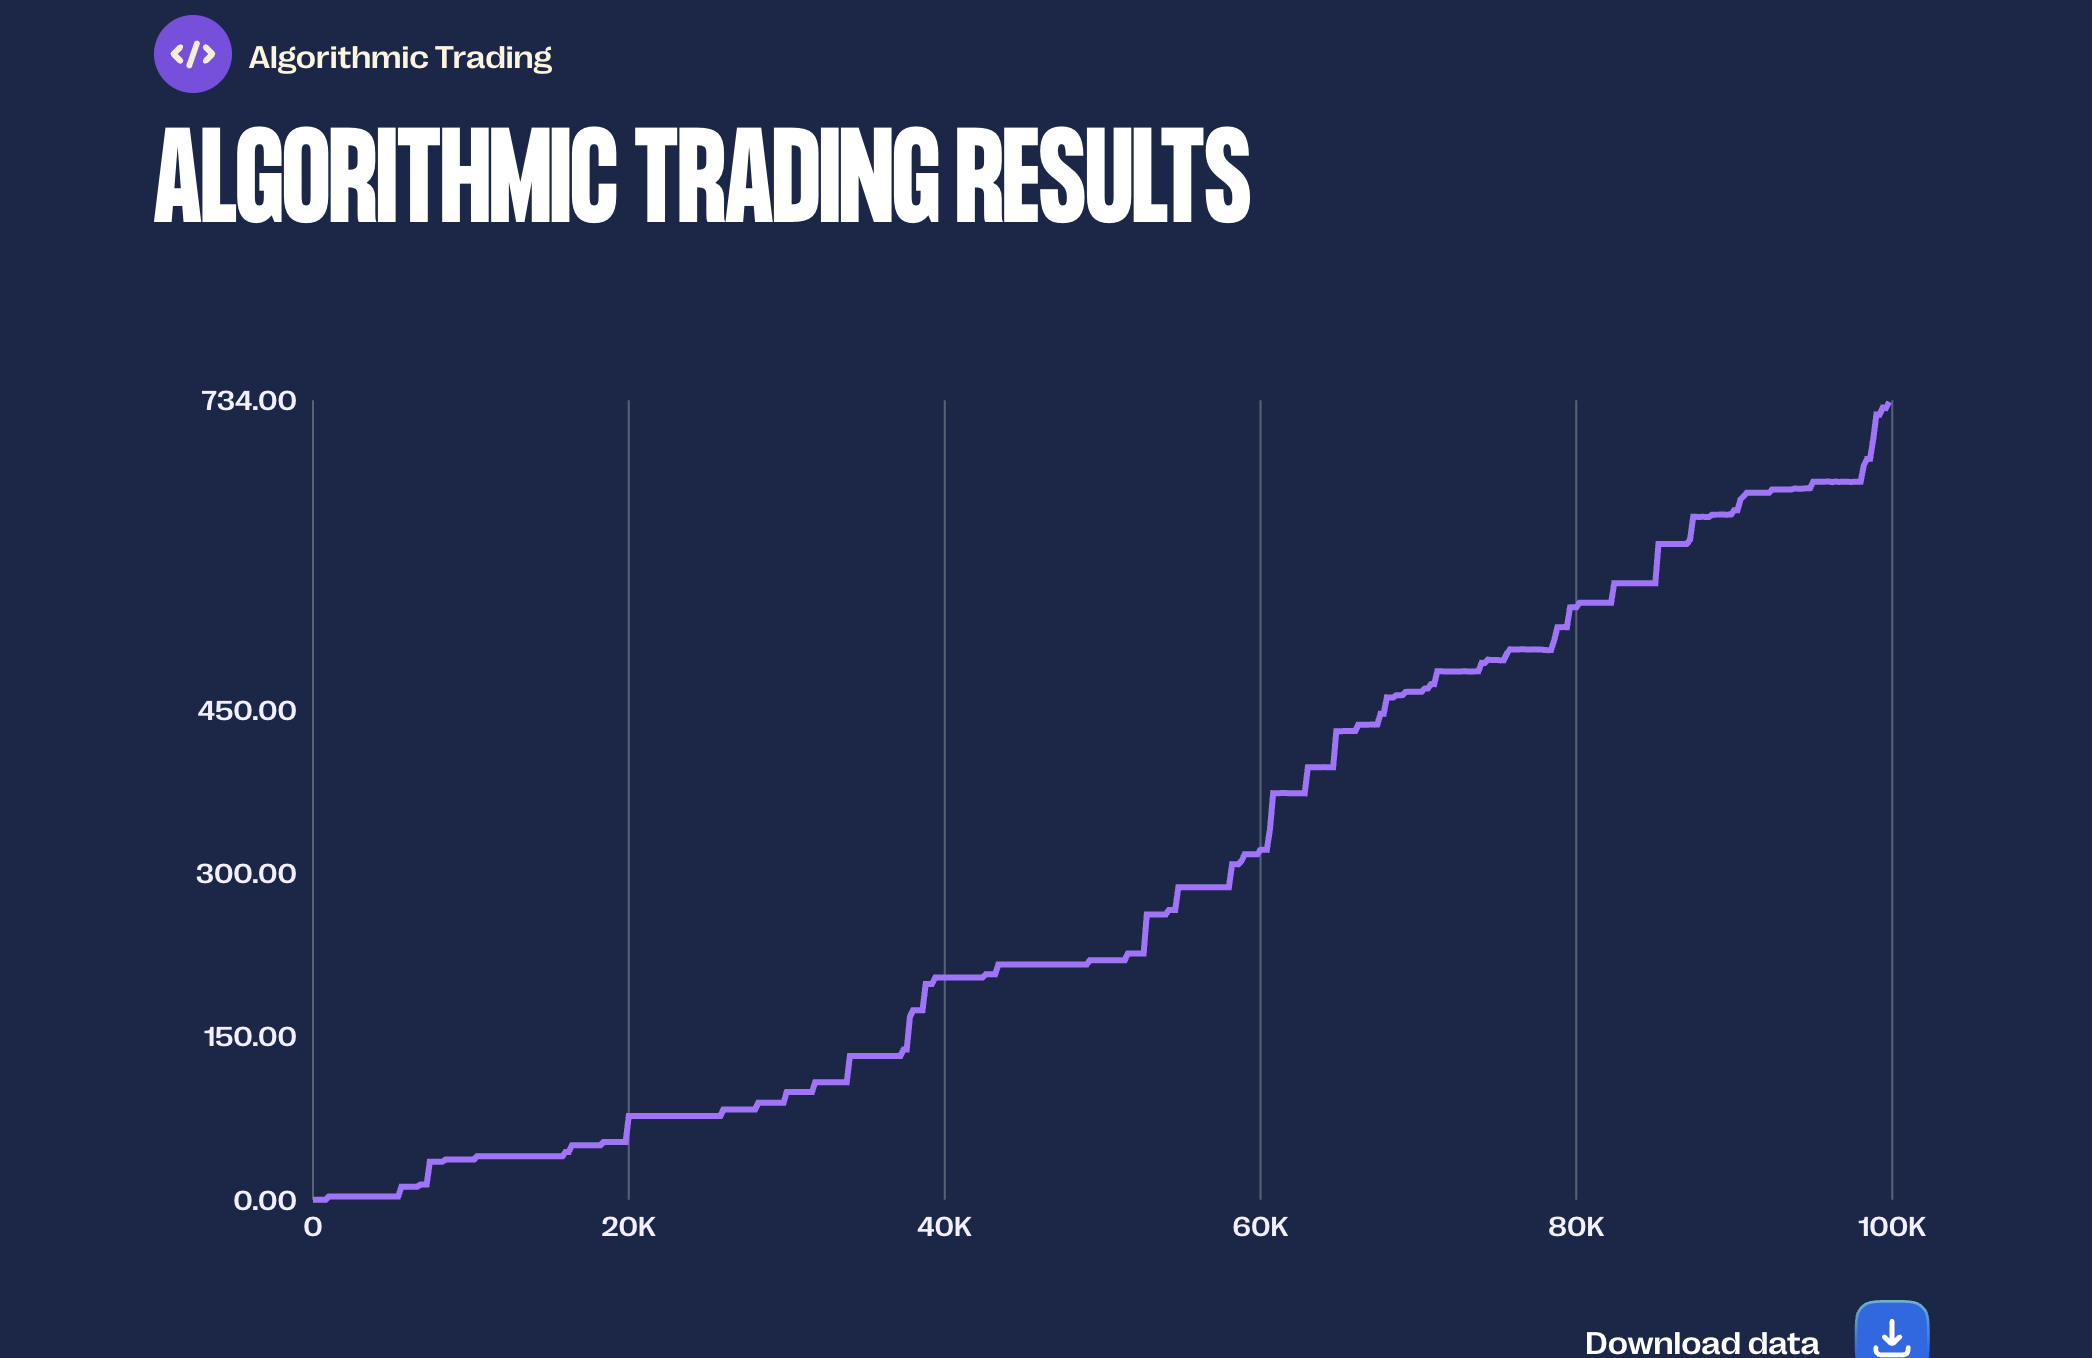 Algorithmic Trading
ALGORITHMIC TRADING RESULTS
734.00
450.00
300.00
150.00
0.00
0 20K 40K 60K 80K 100K
Download data